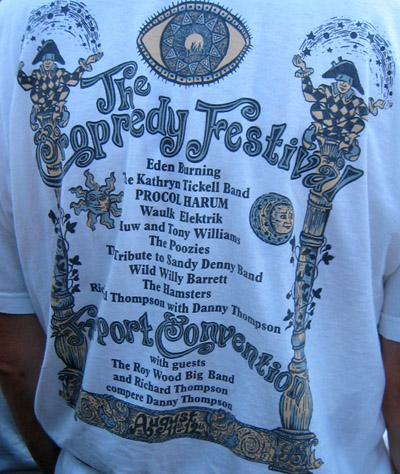 The
Cropredy Festival
Eden Burning
The Kathryn Tickell Band
PROCOL HARUM
Waulk Elektrik
Huw and Tony Williams
The Poozies
Tribute to Sandy Denny Band
Wild Willy Barrett
The Hamsters
Richard Thompson with Danny Thompson
Fairport Convention
with guests
The Roy Wood Big Band
and Richard Thompson
compere Danny Thompson
August